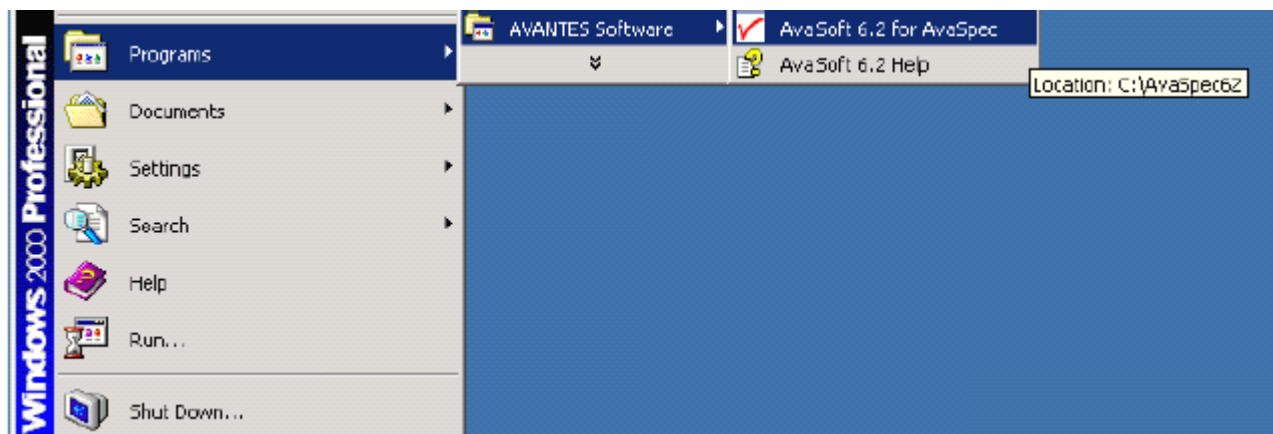 Windows 2000 Professional
Programs
AVANTES Software
AvaSoft 6.2 for AvaSpec
AvaSoft 6.2 Help
Location: C:\AvaSpec62
Documents
Settings
Search
Help
Run...
Shut Down...